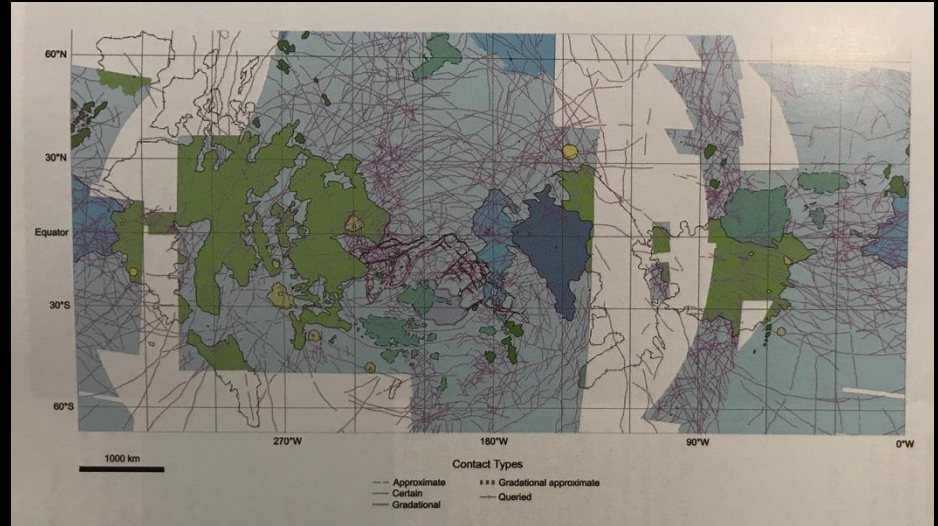 60°N
30°N
Equator
30°S
60°S
270°W
180°W
90°W
0°W
1000 km
Contact Types
Approximate
Certain
Gradational
Gradational approximate
Queried